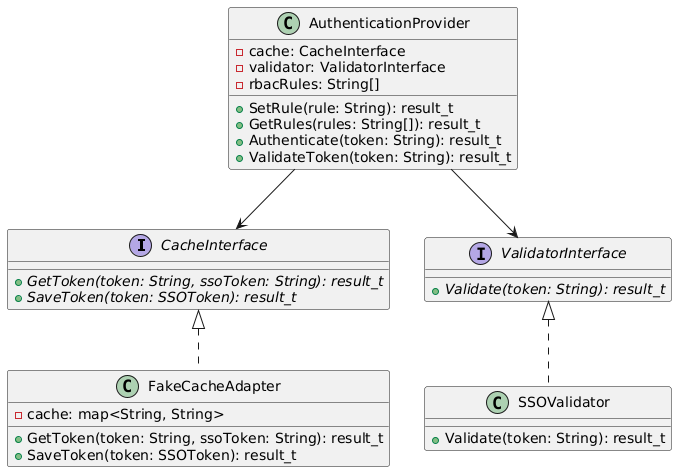 C AuthenticationProvider
cache: CacheInterface
validator: ValidatorInterface
rbacRules: String[]
SetRule(rule: String): result_t
GetRules(rules: String[]): result_t
Authenticate(token: String): result_t
ValidateToken(token: String): result_t
I CacheInterface
GetToken(token: String, ssoToken: String): result_t
SaveToken(token: SSOToken): result_t
I ValidatorInterface
Validate(token: String): result_t
C FakeCacheAdapter
cache: map<String, String>
GetToken(token: String, ssoToken: String): result_t
SaveToken(token: SSOToken): result_t
C SSOValidator
Validate(token: String): result_t